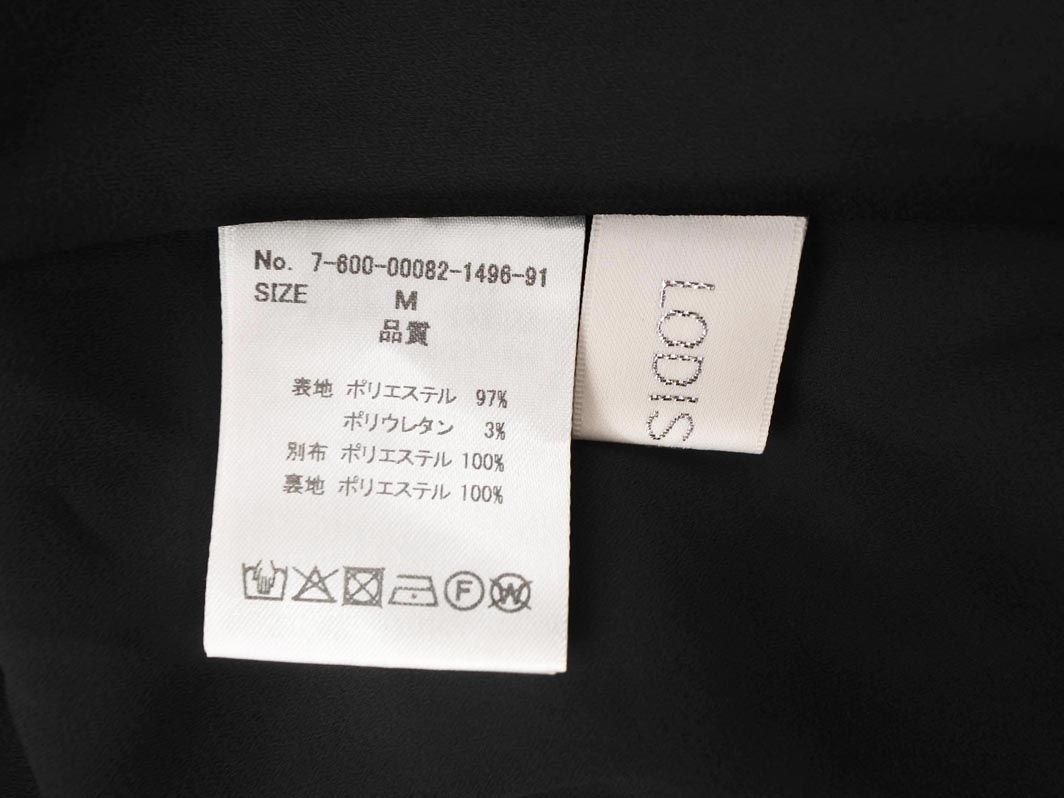 No. 7-600-00082-1496-91
SIZE M
品質
表地 ポリエステル 97%
ポリウレタン 3%
別布 ポリエステル 100%
裏地 ポリエステル 100%
F W
LODIS